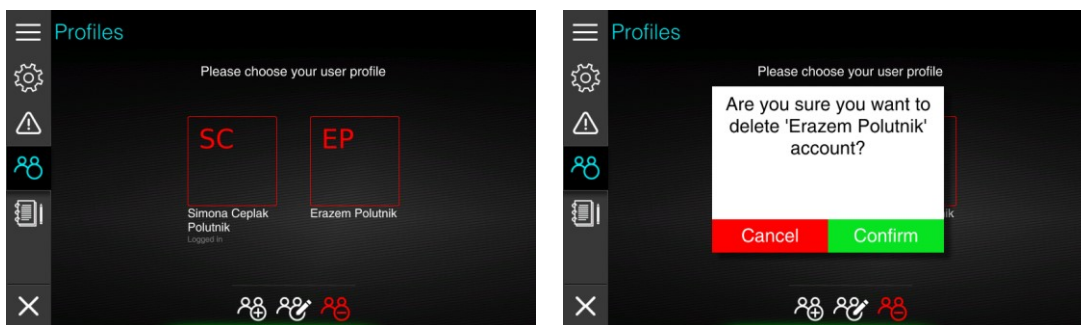 Profiles
Please choose your user profile
SC
EP
Simona Ceplak
Polutnik
Logged in
Erazem Polutnik
Profiles
Please choose your user profile
Are you sure you want to
delete 'Erazem Polutnik'
account?
ik
Cancel
Confirm